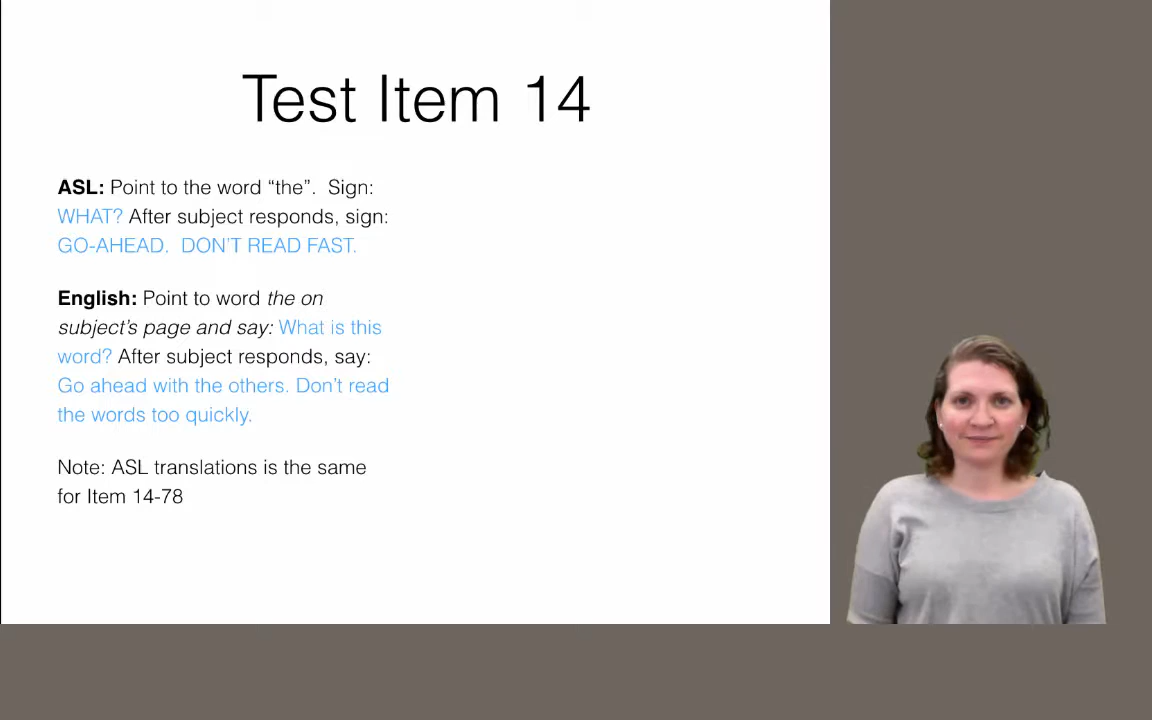 Test Item 14
ASL: Point to the word “the”.  Sign:
WHAT? After subject responds, sign:
GO-AHEAD.  DON’T READ FAST.
English: Point to word the on
subject’s page and say: What is this
word? After subject responds, say:
Go ahead with the others. Don’t read
the words too quickly.
Note: ASL translations is the same
for Item 14-78